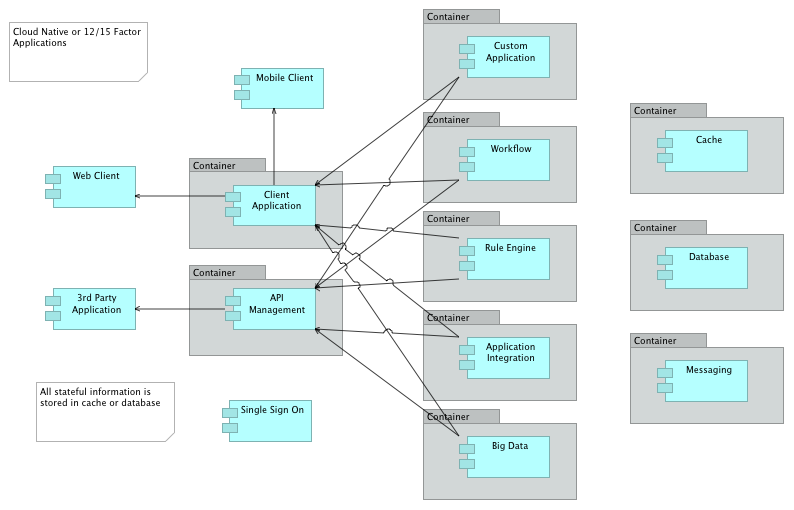 Cloud Native or 12/15 Factor
Applications
Mobile Client
Web Client
Container
Client
Application
Container
API
Management
3rd Party
Application
All stateful information is
stored in cache or database
Single Sign On
Container
Custom
Application
Container
Workflow
Container
Rule Engine
Container
Application
Integration
Container
Big Data
Container
Cache
Container
Database
Container
Messaging